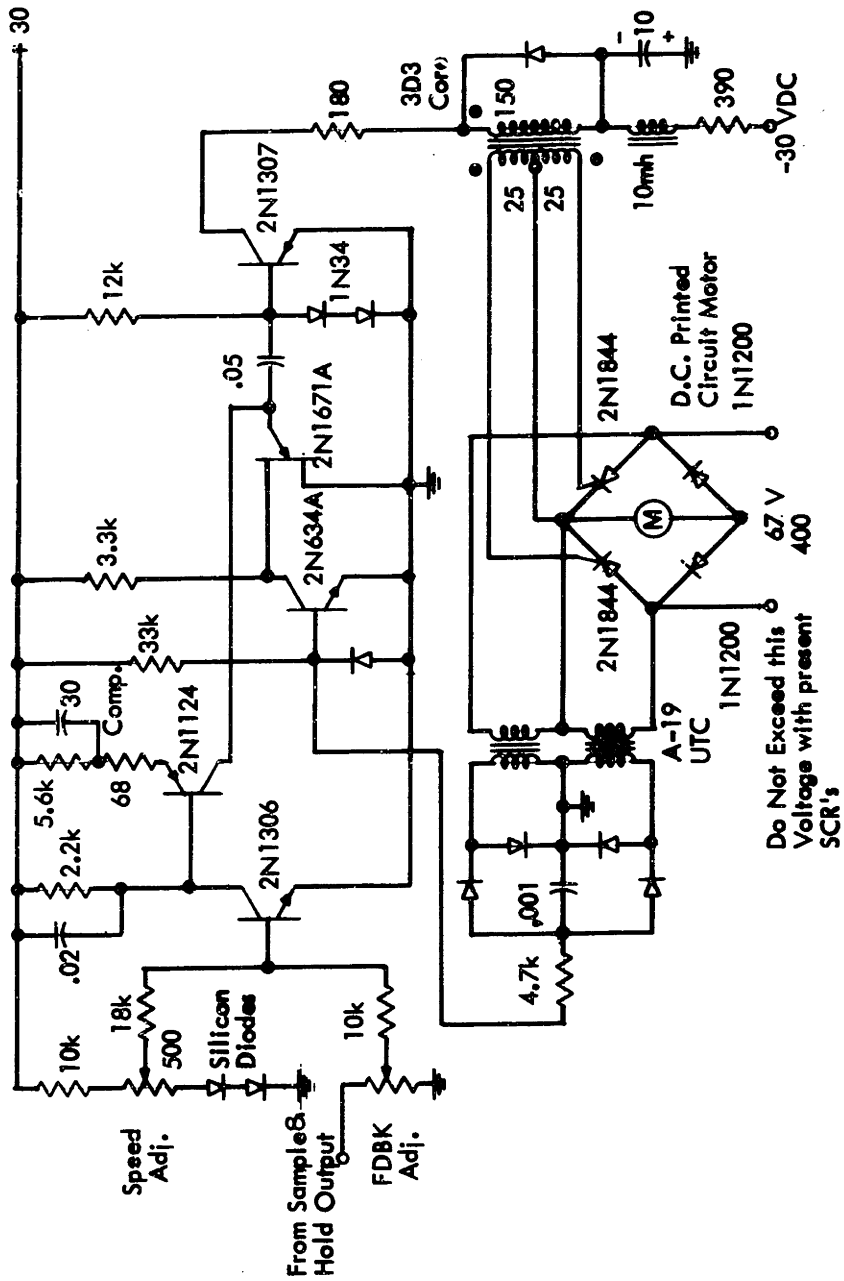 + 30
10k
Speed
Adj.
500
18k
Silicon
Diodes
From Sample&
Hold Output
FDBK
Adj.
10k
.02
2.2k
2N1306
5.6k
30
Comp.
68
2N1124
33k
3.3k
2N634A
2N1671A
.05
12k
1N34
2N1307
180
3D3
Core
150
25
25
10mh
-
10
+
390
-30 VDC
4.7k
.001
A-19
UTC
2N1844
2N1844
M
D.C. Printed
Circuit Motor
1N1200
1N1200
67 V
400
Do Not Exceed this
Voltage with present
SCR's